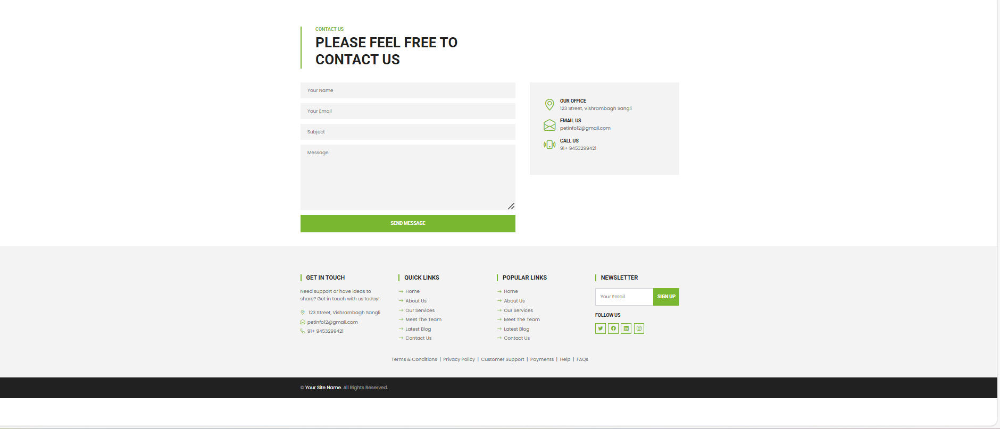 CONTACT US
PLEASE FEEL FREE TO
CONTACT US
Your Name
Your Email
Subject
Message
SEND MESSAGE
OUR OFFICE
123 Street, Vishrambagh Sangli
EMAIL US
petinfo12@gmail.com
CALL US
91+ 9453299421
GET IN TOUCH
Need support or have ideas to
share? Get in touch with us today!
123 Street, Vishrambagh Sangli
petinfo12@gmail.com
91+ 9453299421
QUICK LINKS
Home
About Us
Our Services
Meet The Team
Latest Blog
Contact Us
POPULAR LINKS
Home
About Us
Our Services
Meet The Team
Latest Blog
Contact Us
NEWSLETTER
Your Email
SIGN UP
FOLLOW US
Terms & Conditions | Privacy Policy | Customer Support | Payments | Help | FAQs
© Your Site Name. All Rights Reserved.